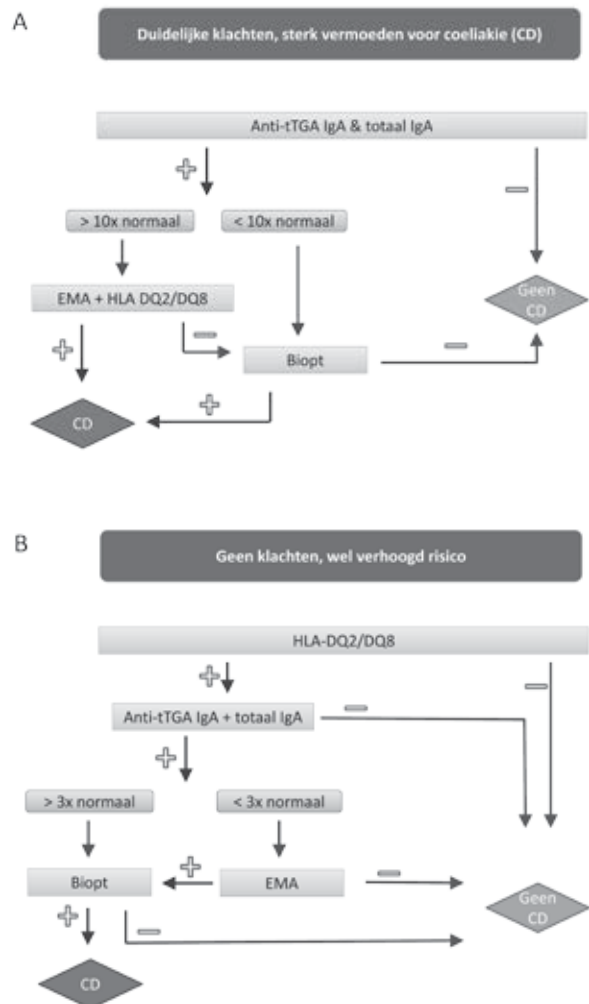 A
Duidelijke klachten, sterk vermoeden voor coeliakie (CD)
Anti-tTGA IgA & totaal IgA
> 10x normaal
< 10x normaal
EMA + HLA DQ2/DQ8
Geen
CD
Biopt
CD
B
Geen klachten, wel verhoogd risico
HLA-DQ2/DQ8
Anti-tTGA IgA + totaal IgA
> 3x normaal
< 3x normaal
Biopt
EMA
Geen
CD
CD